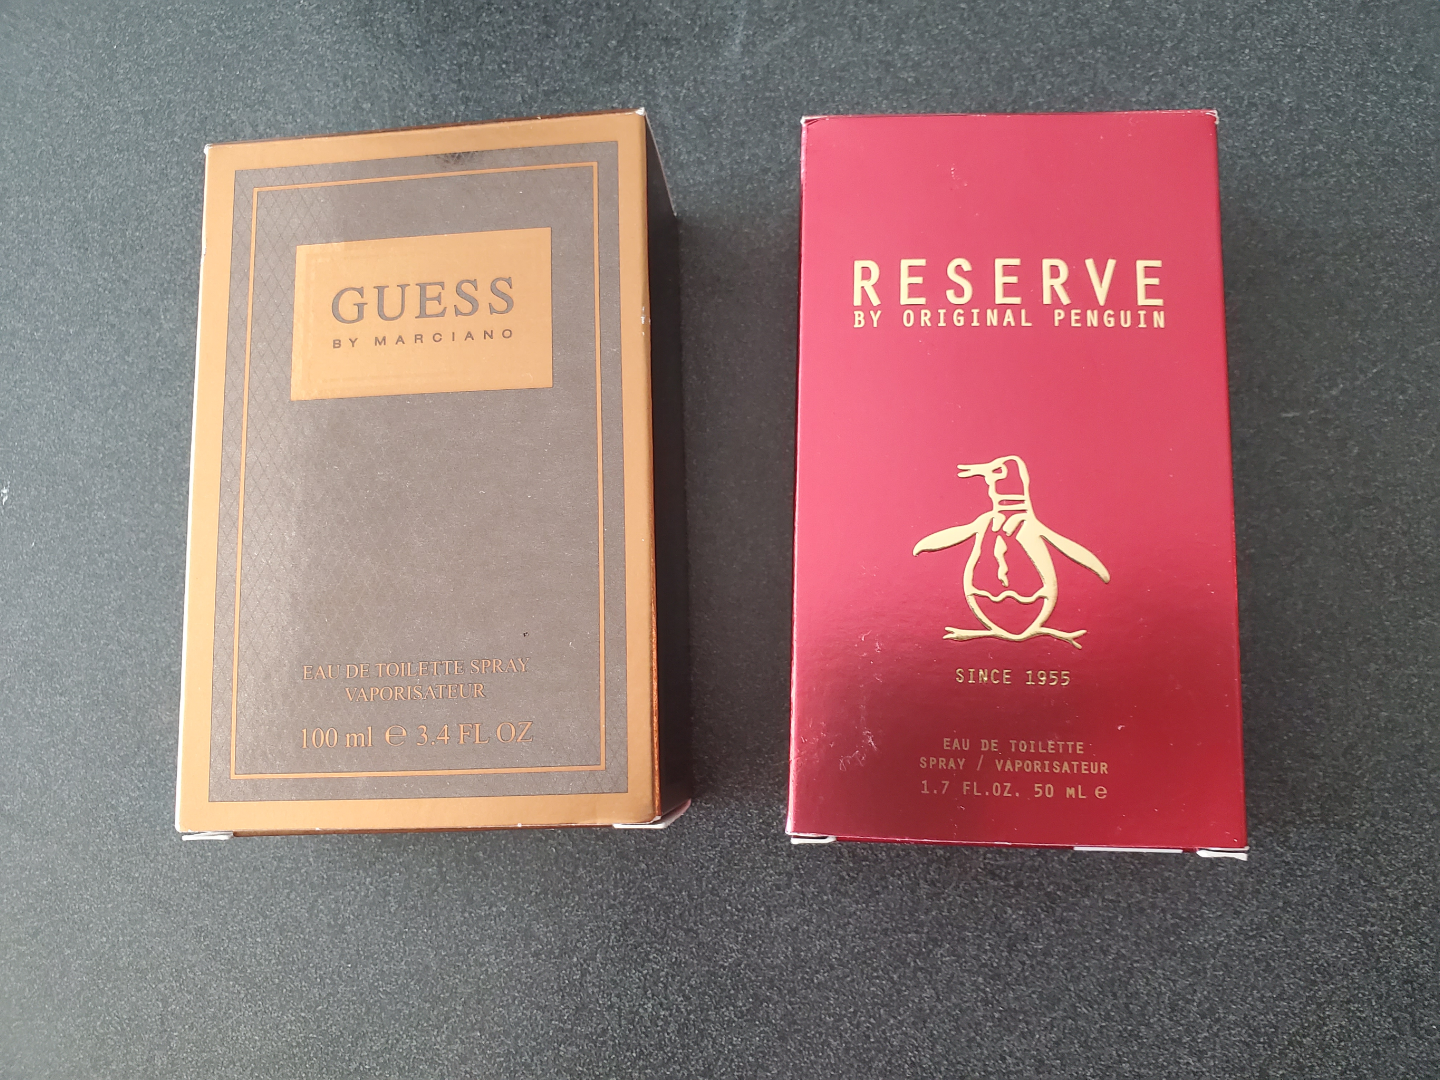 GUESS
BY MARCIANO
EAU DE TOILETTE SPRAY
VAPORISATEUR
100 ml ℮ 3.4 FL OZ
RESERVE
BY ORIGINAL PENGUIN
SINCE 1955
EAU DE TOILETTE
SPRAY / VAPORISATEUR
1.7 FL.OZ. 50 mL ℮